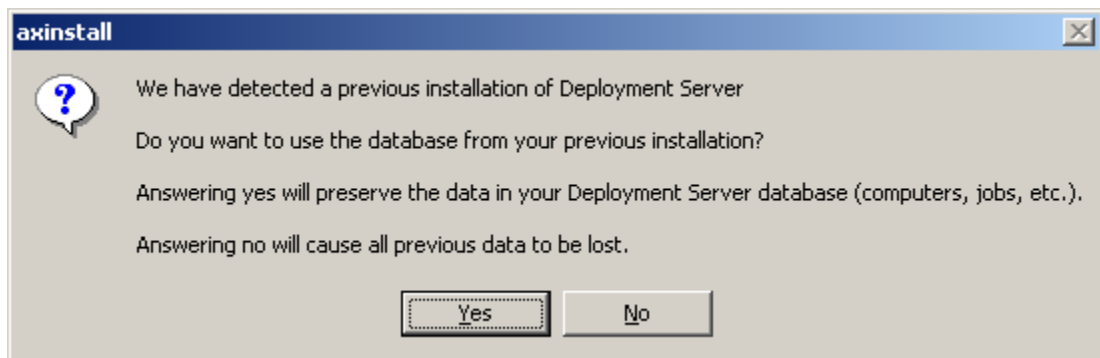 axinstall
We have detected a previous installation of Deployment Server
Do you want to use the database from your previous installation?
Answering yes will preserve the data in your Deployment Server database (computers, jobs, etc.).
Answering no will cause all previous data to be lost.
Yes No